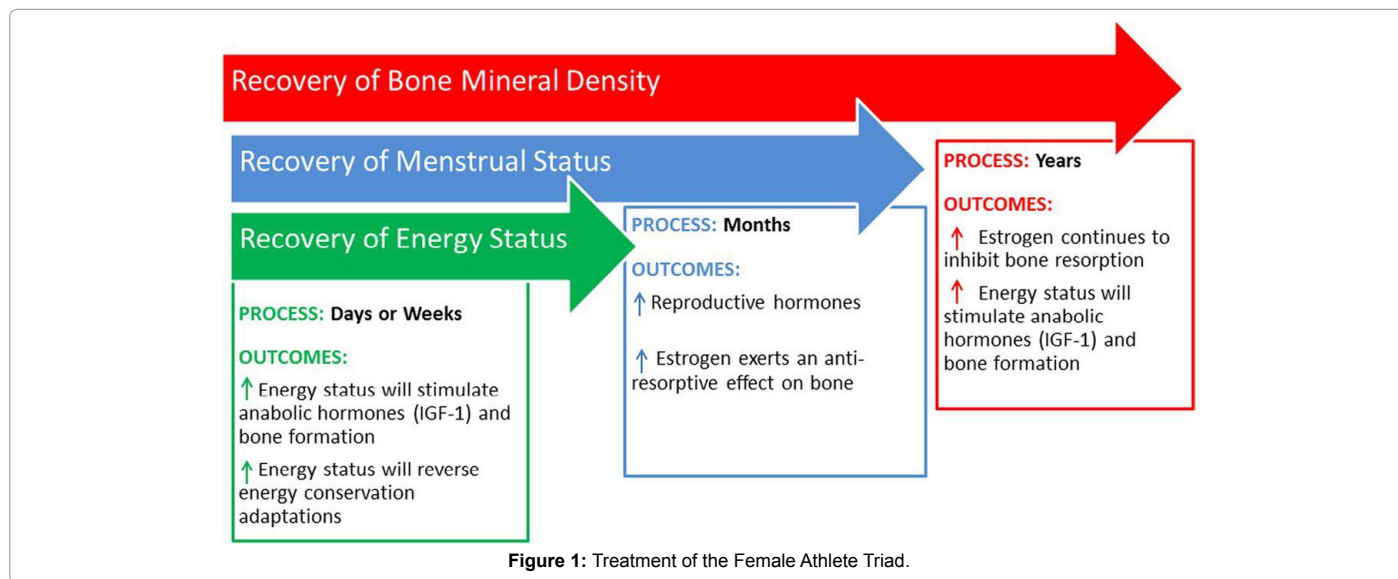 Recovery of Bone Mineral Density
Recovery of Menstrual Status
Recovery of Energy Status
PROCESS: Days or Weeks
OUTCOMES:
↑ Energy status will stimulate
anabolic hormones (IGF-1) and
bone formation
↑ Energy status will reverse
energy conservation
adaptations
PROCESS: Months
OUTCOMES:
↑ Reproductive hormones
↑ Estrogen exerts an anti-
resorptive effect on bone
PROCESS: Years
OUTCOMES:
↑ Estrogen continues to
inhibit bone resorption
↑ Energy status will
stimulate anabolic
hormones (IGF-1) and
bone formation
Figure 1: Treatment of the Female Athlete Triad.